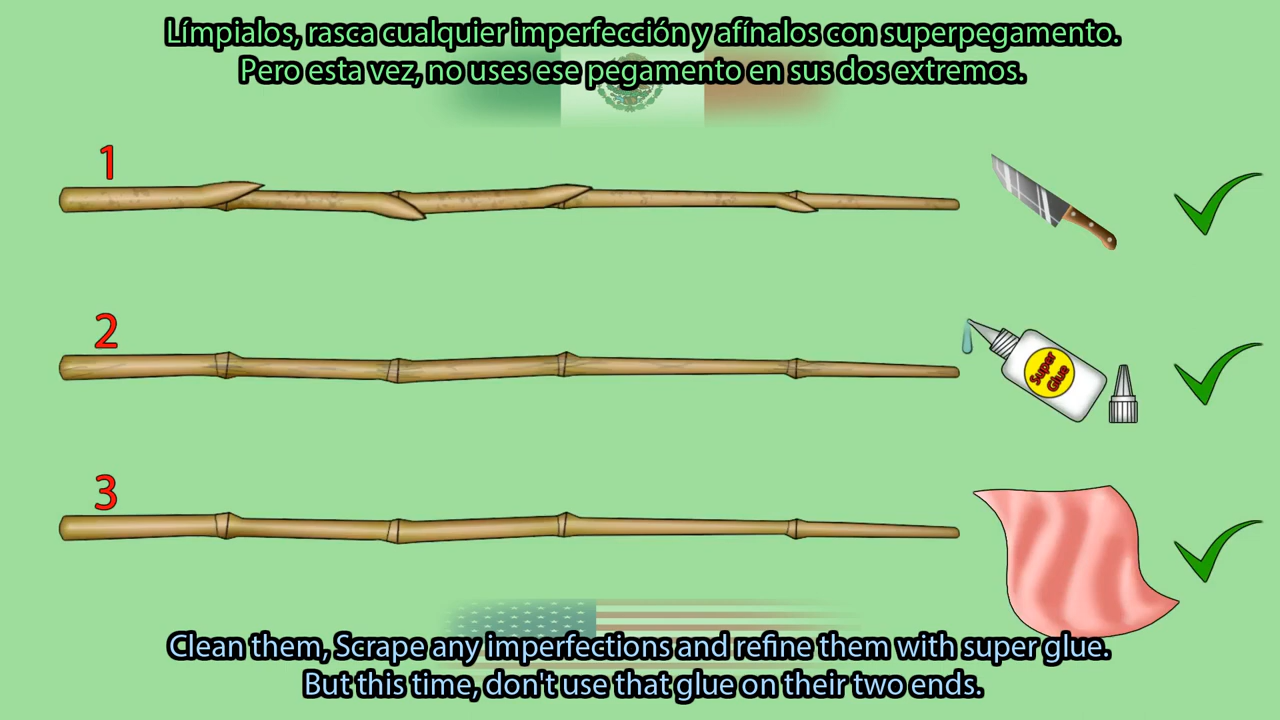 Límpialos, rasca cualquier imperfección y afínalos con superpegamento.
Pero esta vez, no uses ese pegamento en sus dos extremos.
1
2
Super
Glue
3
Clean them, Scrape any imperfections and refine them with super glue.
But this time, don't use that glue on their two ends.